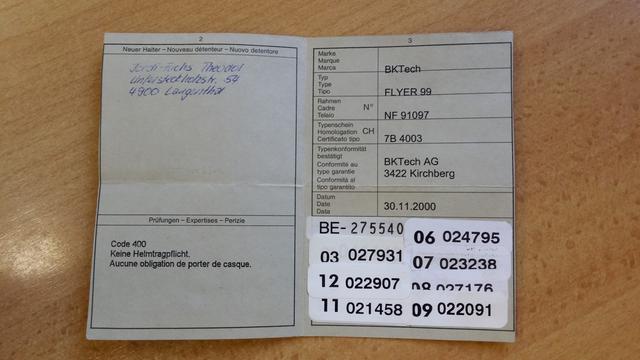 2
Neuer Halter – Nouveau détenteur – Nuovo detentore
Theodor
54
4900 Langenthal
Prüfungen – Expertises – Perizie
Code 400
Keine Helmtragpflicht.
Aucune obligation de porter de casque.
3
Marke
Marque
Marca
BKTech
Typ
Type
Tipo
FLYER 99
Rahmen
Cadre N°
Telaio
NF 91097
Typenschein
Homologation CH
Certificato tipo
7B 4003
Typenkonformität
bestätigt
Conformité au
type garantie
Conformità al
tipo garantito
BKTech AG
3422 Kirchberg
Datum
Date
Data
30.11.2000
BE-275540
03 027931
12 022907
11 021458
06 024795
07 023238
08 027176
09 022091